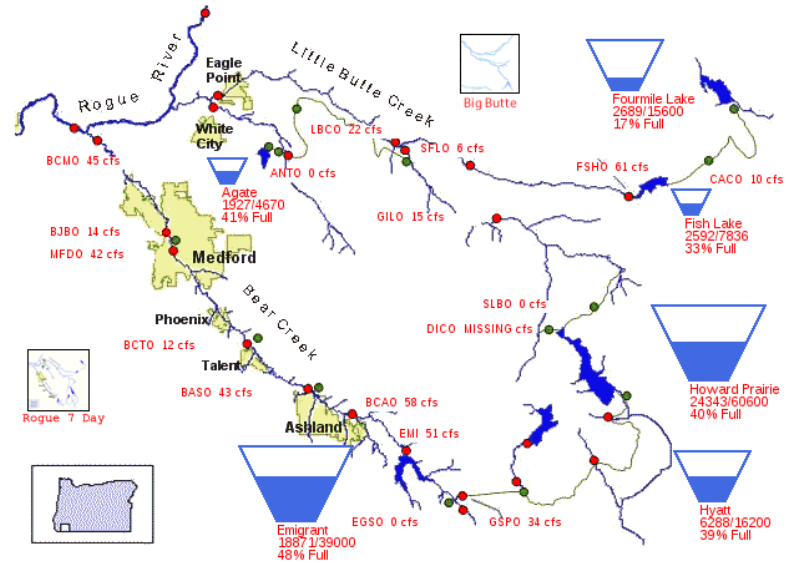 Eagle
Point
Rogue River
Little Butte Creek
Big Butte
Fourmile Lake
2689/15600
17% Full
White
City
LBCO 22 cfs
SFLO 6 cfs
BCMO 45 cfs
ANTO 0 cfs
FSHO 61 cfs
CACO 10 cfs
Agate
1927/4670
41% Full
GILO 15 cfs
Fish Lake
2592/7836
33% Full
BJBO 14 cfs
MFDO 42 cfs
Medford
Bear Creek
SLBO 0 cfs
DICO MISSING cfs
Phoenix
BCTO 12 cfs
Talent
BASO 43 cfs
Howard Prairie
24343/60600
40% Full
Rogue 7 Day
BCAO 58 cfs
Ashland
EMI 51 cfs
EGSO 0 cfs
GSPO 34 cfs
Hyatt
6288/16200
39% Full
Emigrant
18871/39000
48% Full